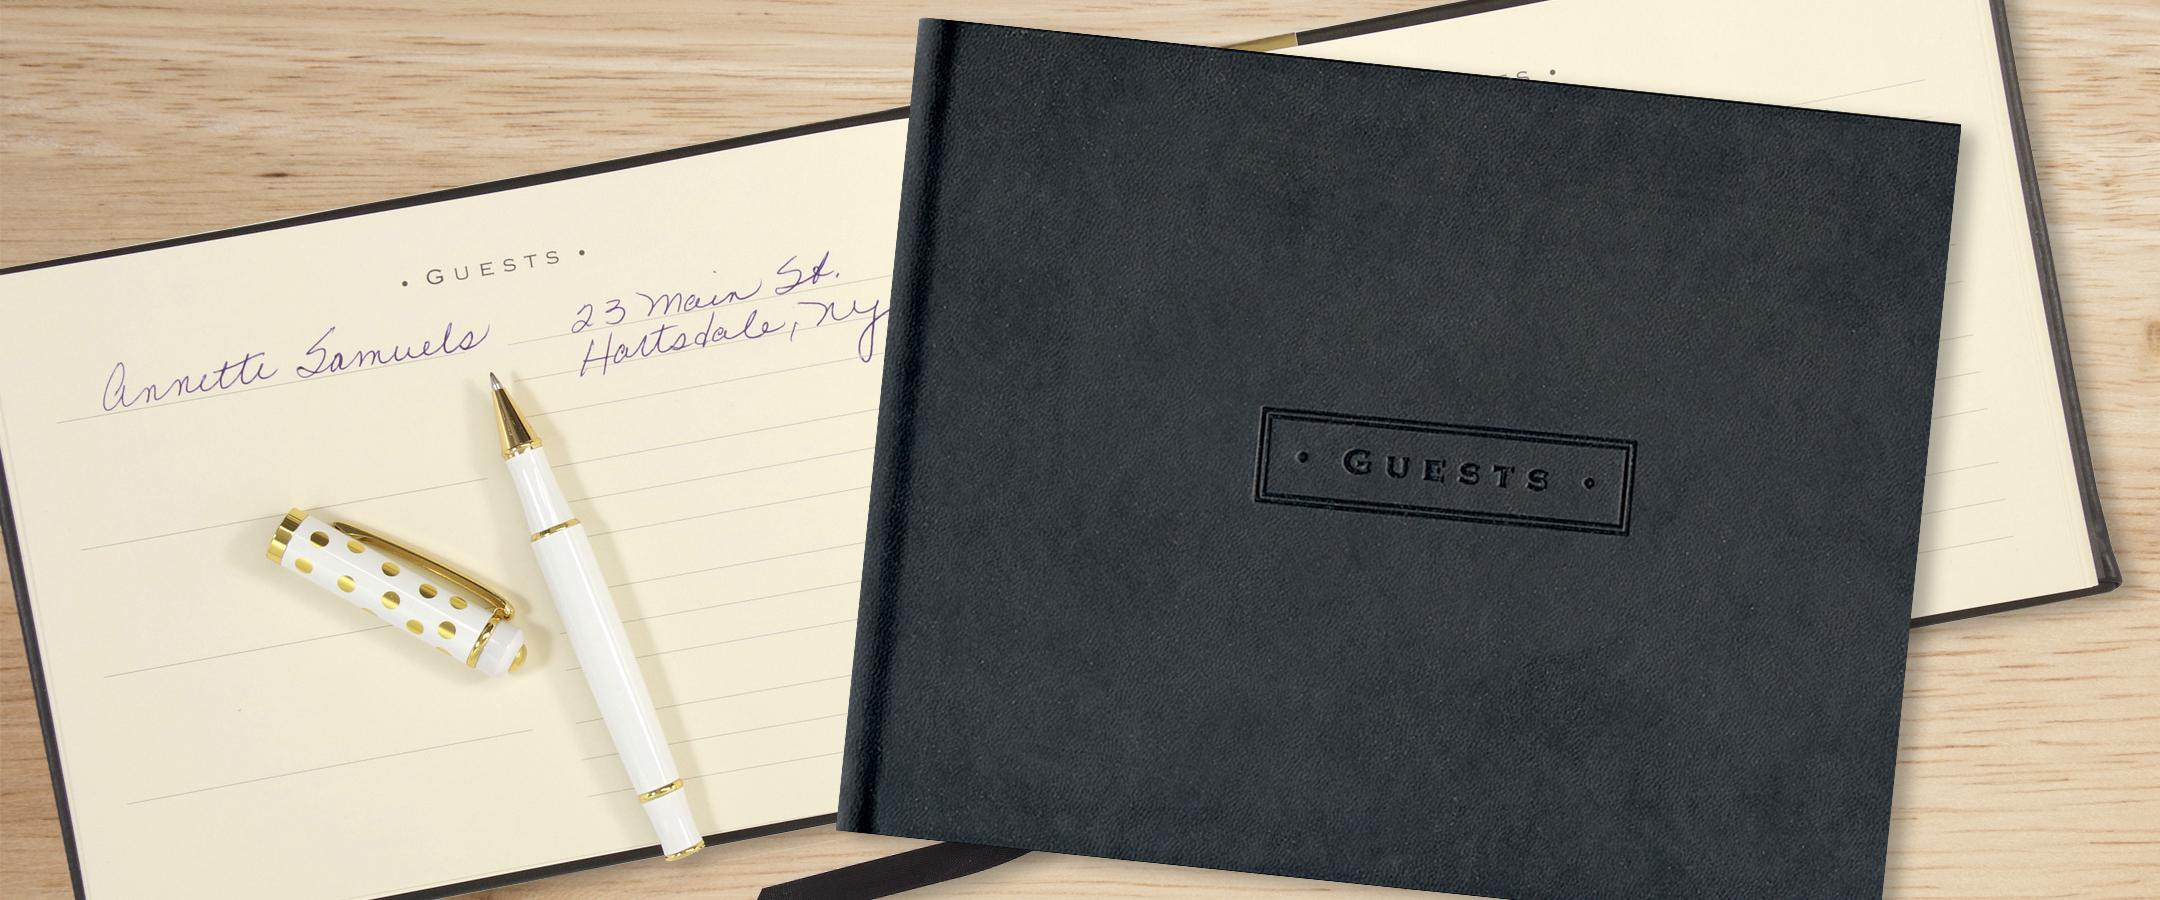 • GUESTS •
Annette Samuels
23 Main St.
Hartsdale, NY
• GUESTS •